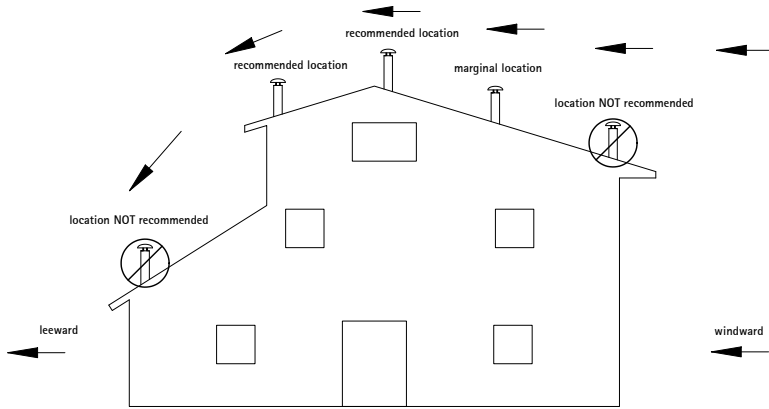 recommended location
recommended location
marginal location
location NOT recommended
location NOT recommended
leeward
windward